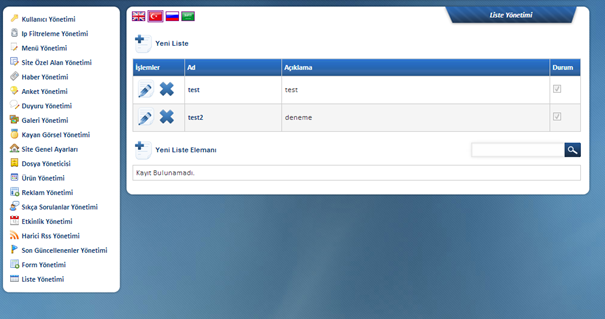 Kullanıcı Yönetimi
Ip Filtreleme Yönetimi
Menü Yönetimi
Site Özel Alan Yönetimi
Haber Yönetimi
Anket Yönetimi
Duyuru Yönetimi
Galeri Yönetimi
Kayan Görsel Yönetimi
Site Genel Ayarları
Dosya Yöneticisi
Ürün Yönetimi
Reklam Yönetimi
Sıkça Sorulanlar Yönetimi
Etkinlik Yönetimi
Harici Rss Yönetimi
Son Güncellenenler Yönetimi
Form Yönetimi
Liste Yönetimi
Liste Yönetimi
Yeni Liste
İşlemler Ad Açıklama Durum
test test
test2 deneme
Yeni Liste Elemanı
Kayıt Bulunamadı.